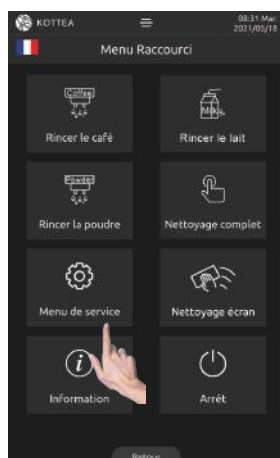 KOTTEA
08:31 Mar.
2021/05/18
Menu Raccourci
Coffee
Milk
Rincer le café
Rincer le lait
Powder
Rincer la poudre
Nettoyage complet
Menu de service
Nettoyage écran
i
Information
Arrêt
Retour